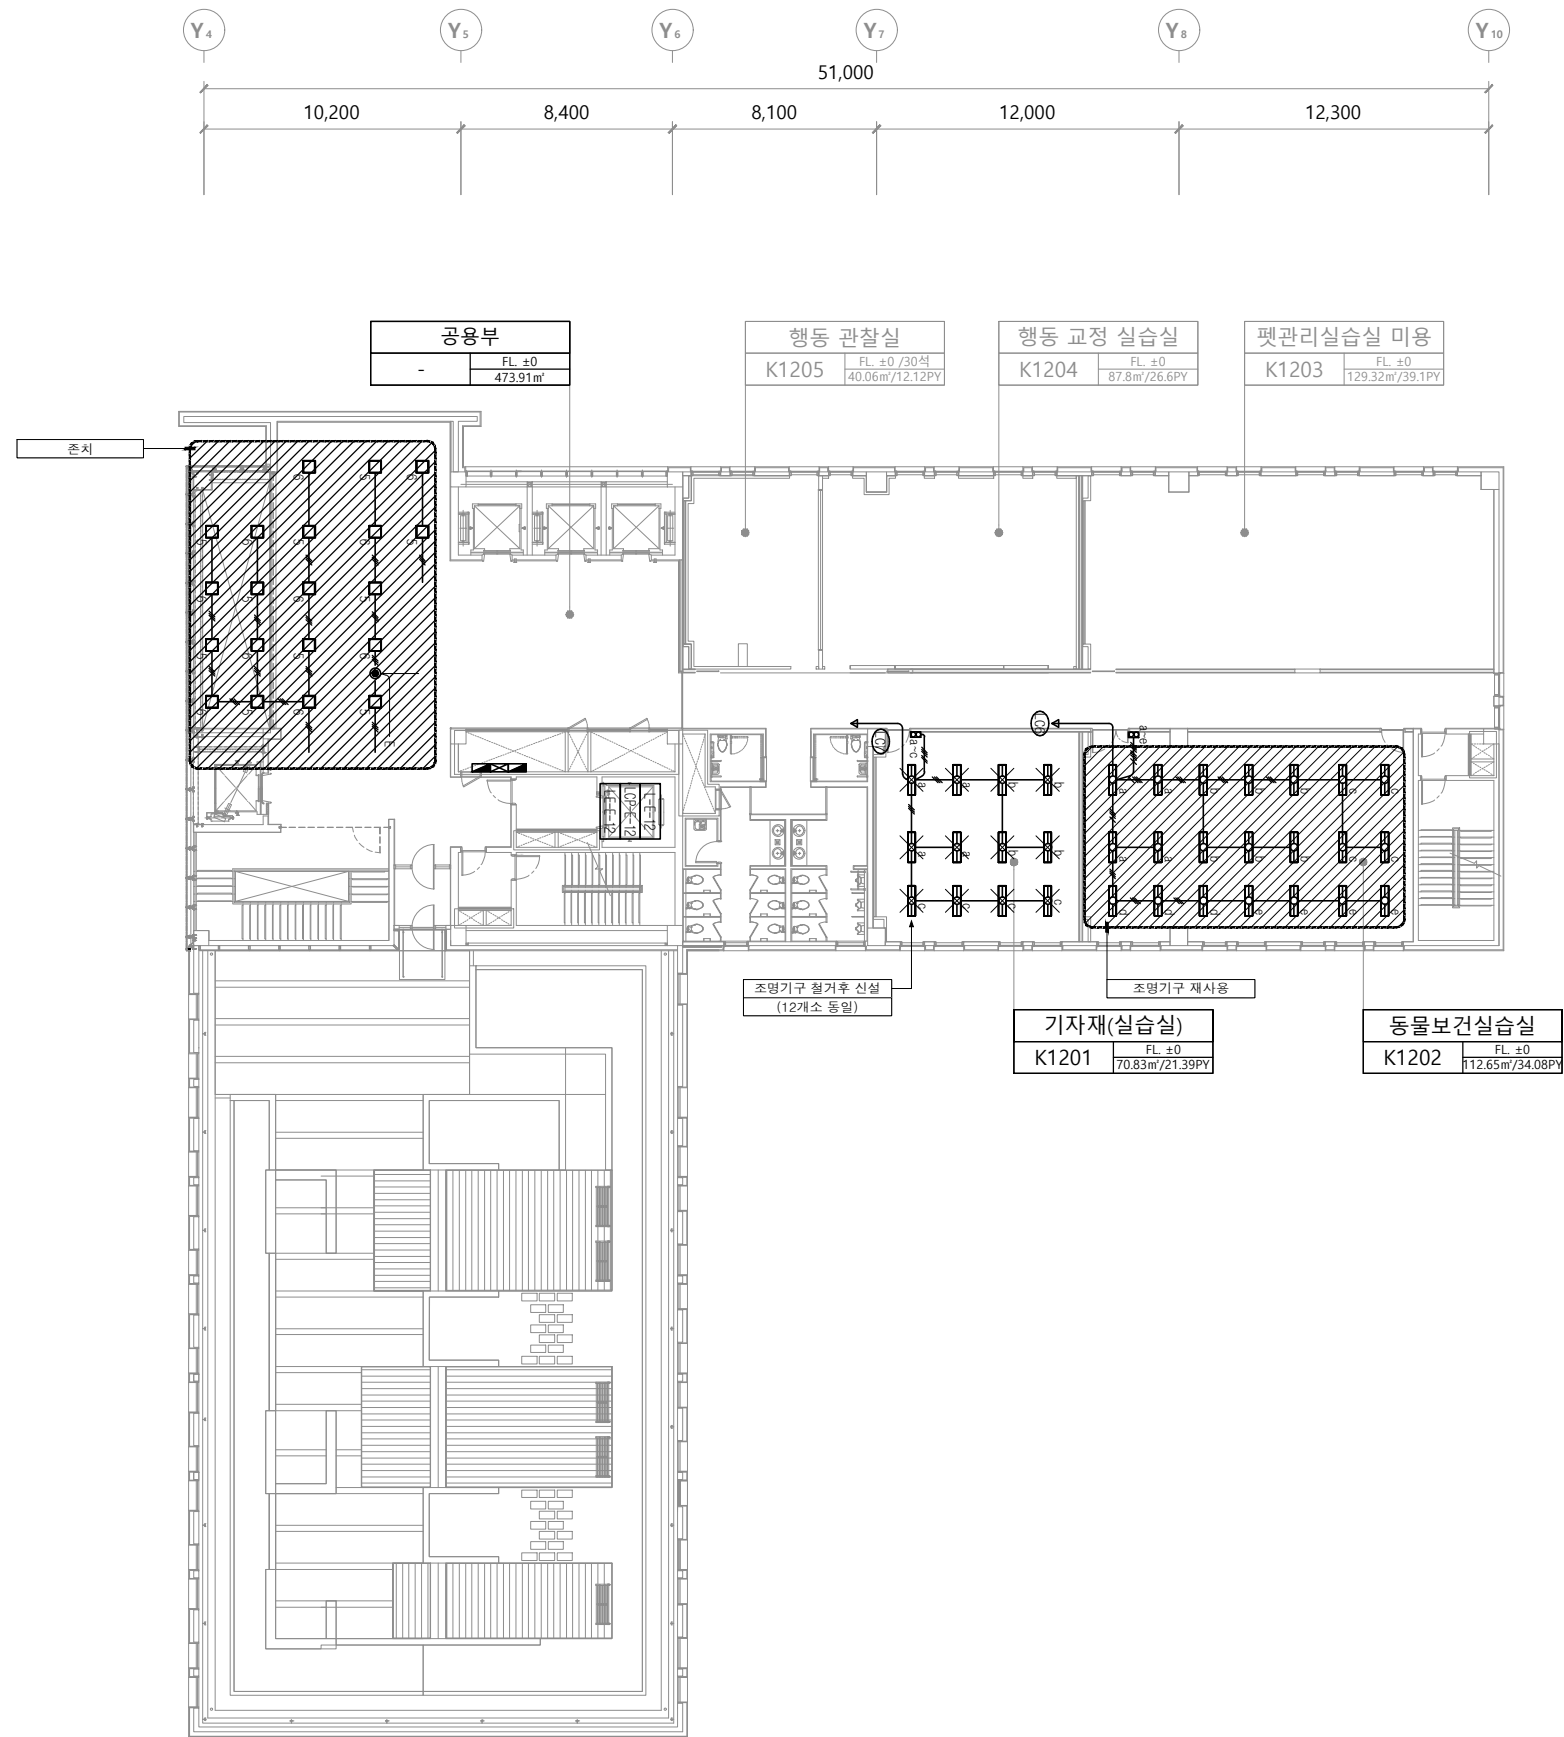 Y4
Y5
Y6
Y7
Y8
Y10
51,000
10,200
8,400
8,100
12,000
12,300
공용부
-
FL. ±0
473.91㎡
행동 관찰실
K1205
FL. ±0 /30석
40.06㎡/12.12PY
행동 교정 실습실
K1204
FL. ±0
87.8㎡/26.6PY
펫관리실습실 미용
K1203
FL. ±0
129.32㎡/39.1PY
존치
E
LC7
LC6
a~c
a~e
L-E-12
LCP-E-12
a a b b
a a b b
c c c c
a a b b b c c
a a b b b c c
d d d e e e e
조명기구 철거후 신설
(12개소 동일)
조명기구 재사용
기자재(실습실)
K1201
FL. ±0
70.83㎡/21.39PY
동물보건실습실
K1202
FL. ±0
112.65㎡/34.08PY